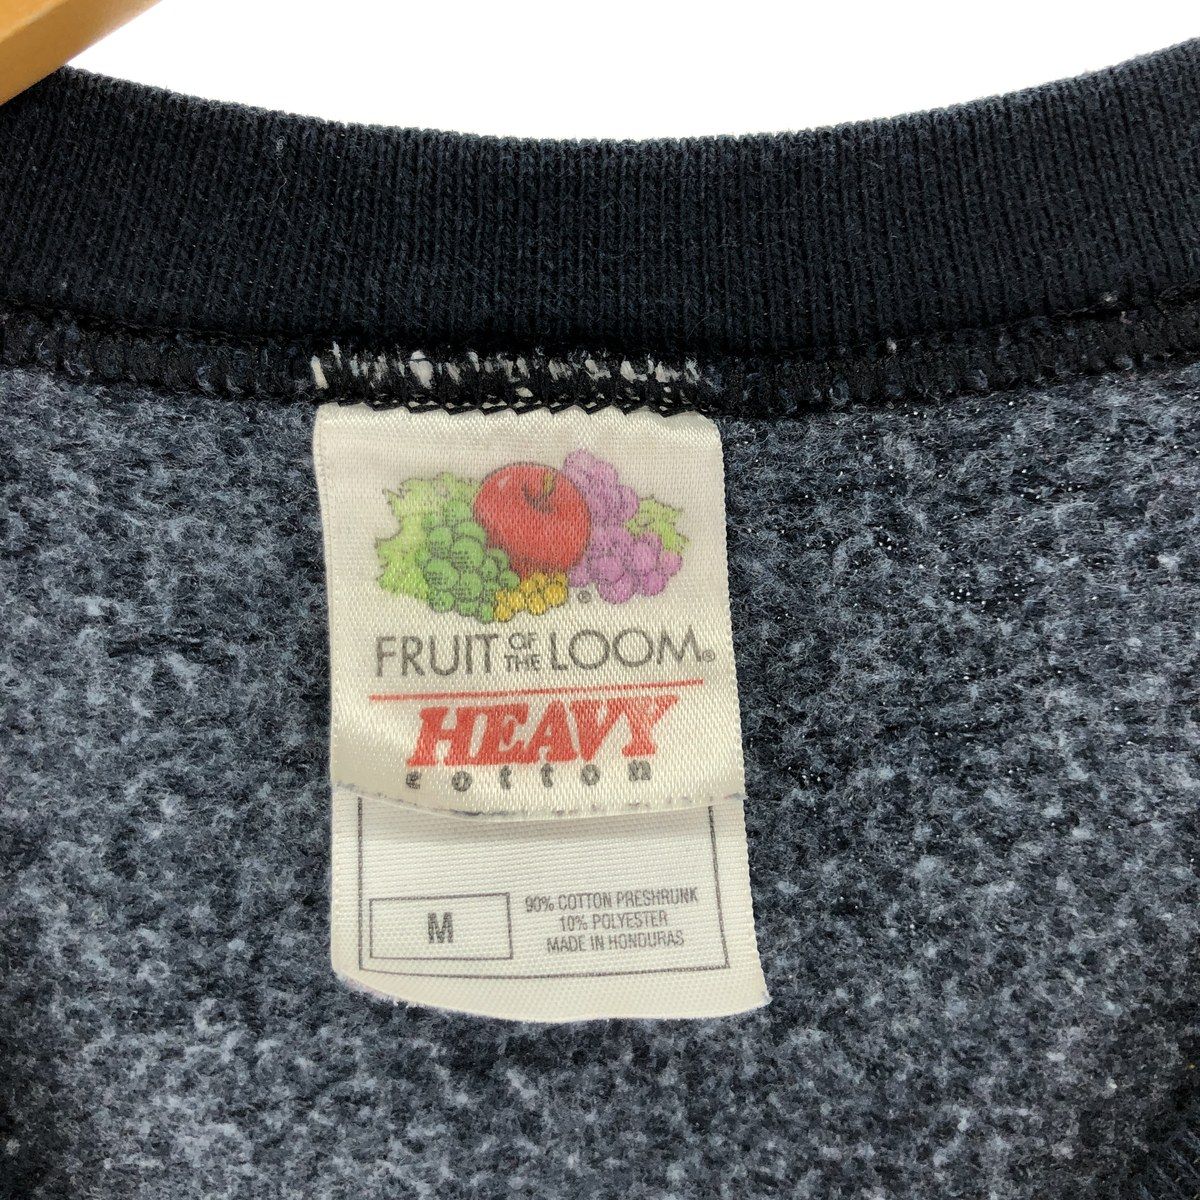 FRUIT OF THE LOOM®
HEAVY
cotton
M
90% COTTON PRESHRUNK
10% POLYESTER
MADE IN HONDURAS